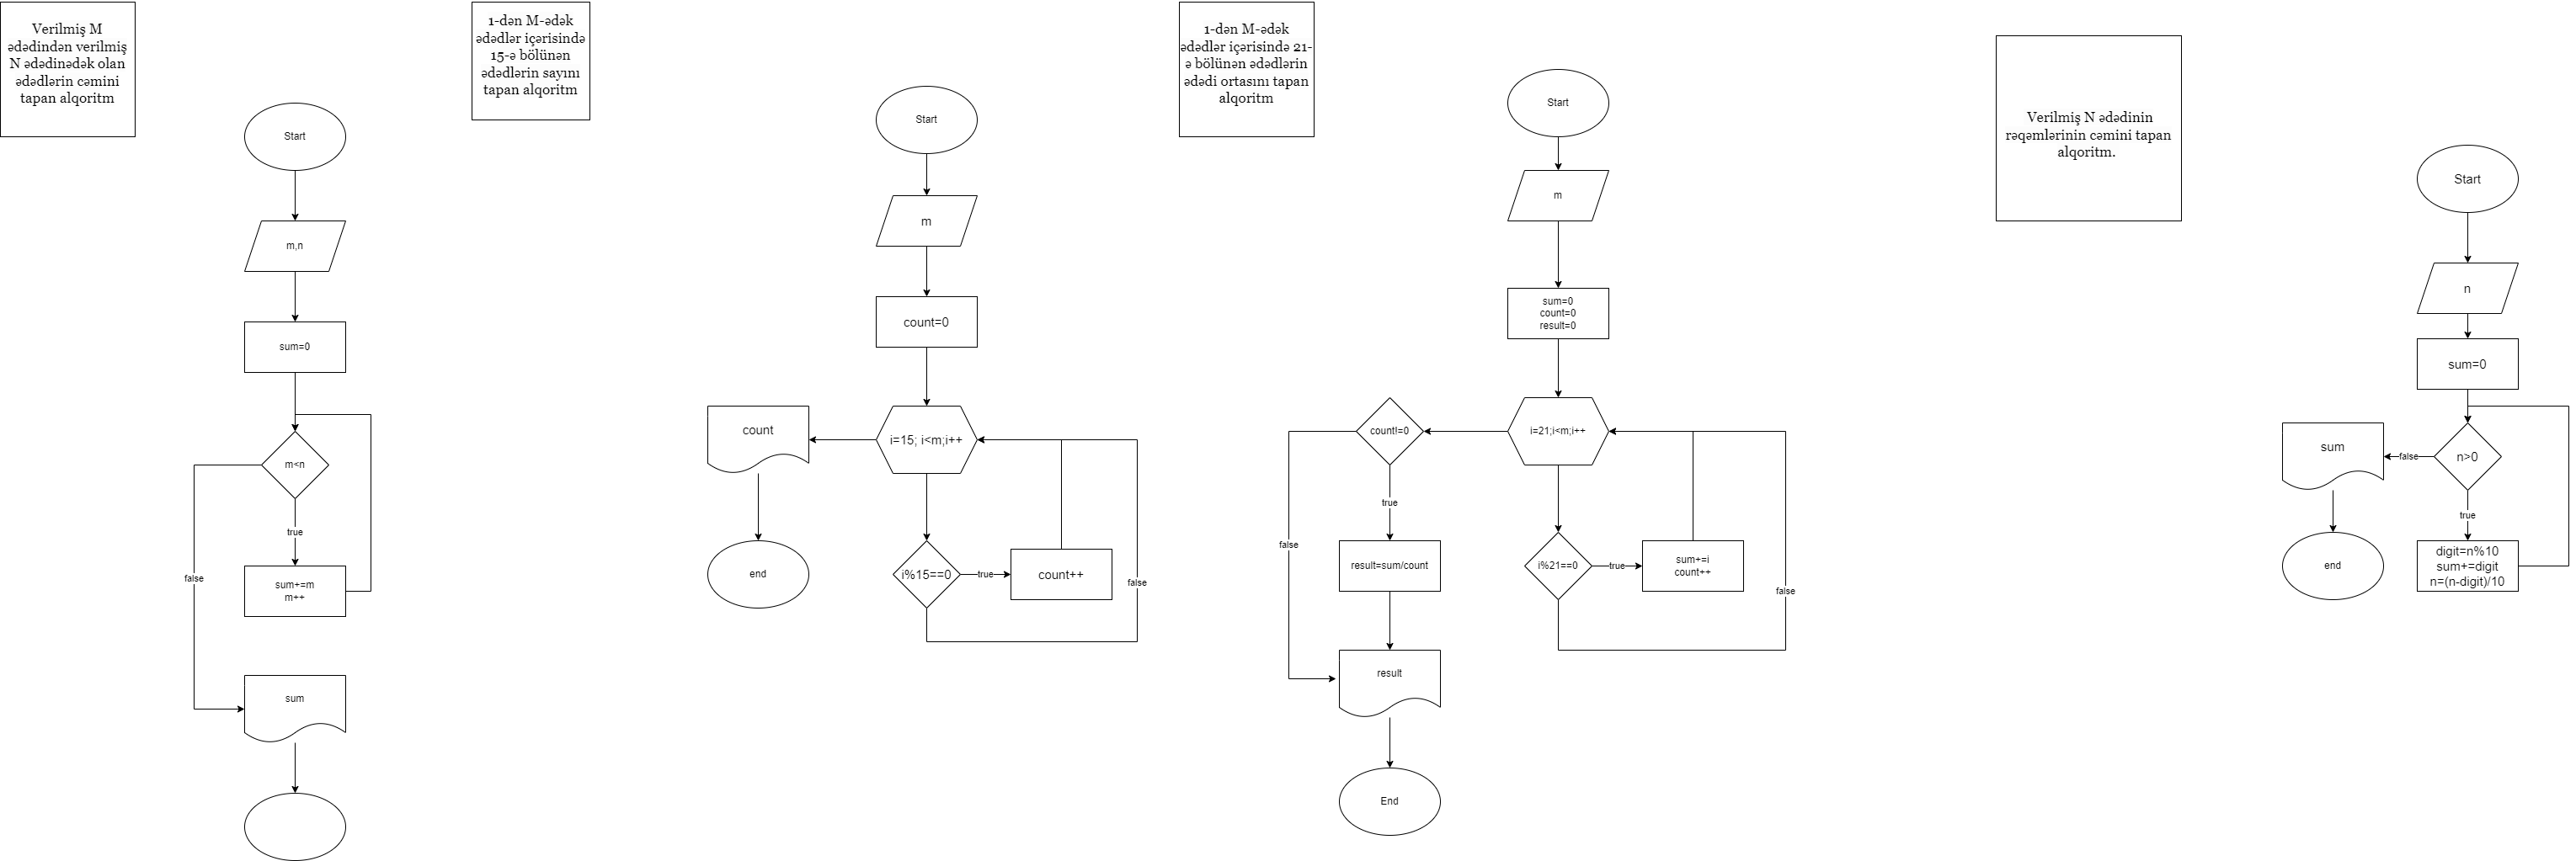 Verilmiş M
ədədindən verilmiş
N ədədinədək olan
ədədlərin cəmini
tapan alqoritm
Start
m,n
sum=0
m<n
true
false
sum+=m
m++
sum
1-dən M-ədək
ədədlər içərisində
15-ə bölünən
ədədlərin sayını
tapan alqoritm
Start
m
count=0
i=15; i<m;i++
count
end
i%15==0
true
count++
false
1-dən M-ədək
ədədlər içərisində 21-
ə bölünən ədədlərin
ədədi ortasını tapan
alqoritm
Start
m
sum=0
count=0
result=0
i=21;i<m;i++
count!=0
true
false
result=sum/count
result
End
i%21==0
true
sum+=i
count++
false
Verilmiş N ədədinin
rəqəmlərinin cəmini tapan
alqoritm.
Start
n
sum=0
n>0
false
sum
end
true
digit=n%10
sum+=digit
n=(n-digit)/10